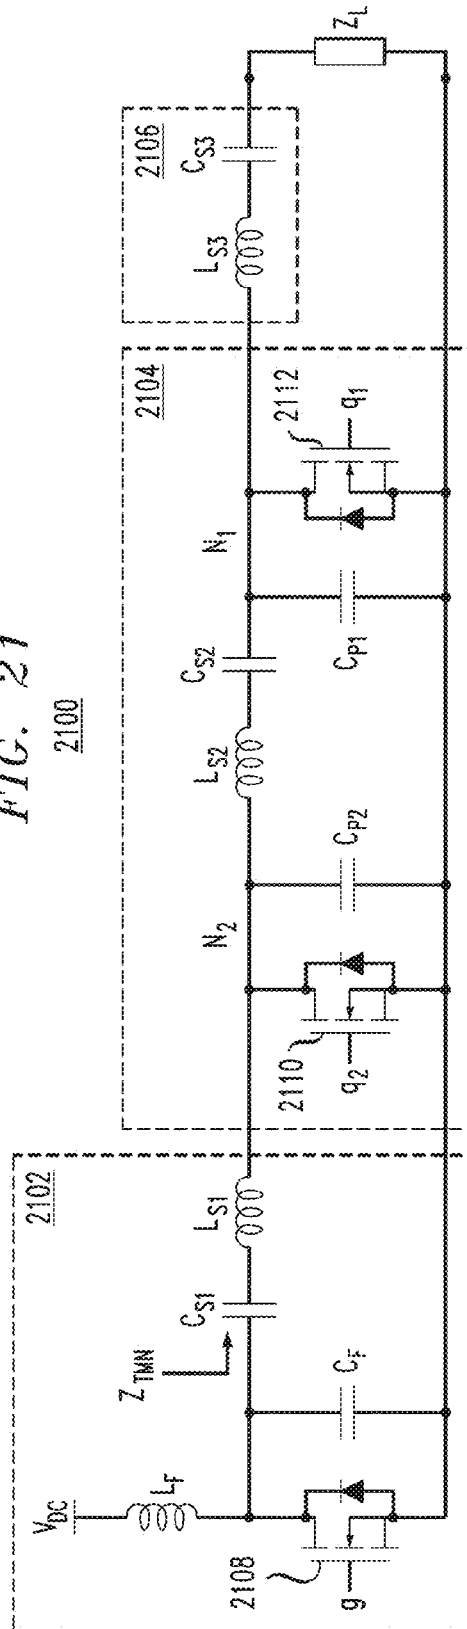 FIG. 21
2100
2102
V_DC
L_F
2108
g
C_F
Z_TMN
C_S1
L_S1
2104
2110
q_2
N_2
C_P2
L_S2
C_S2
C_P1
N_1
2112
q_1
2106
L_S3
C_S3
Z_L